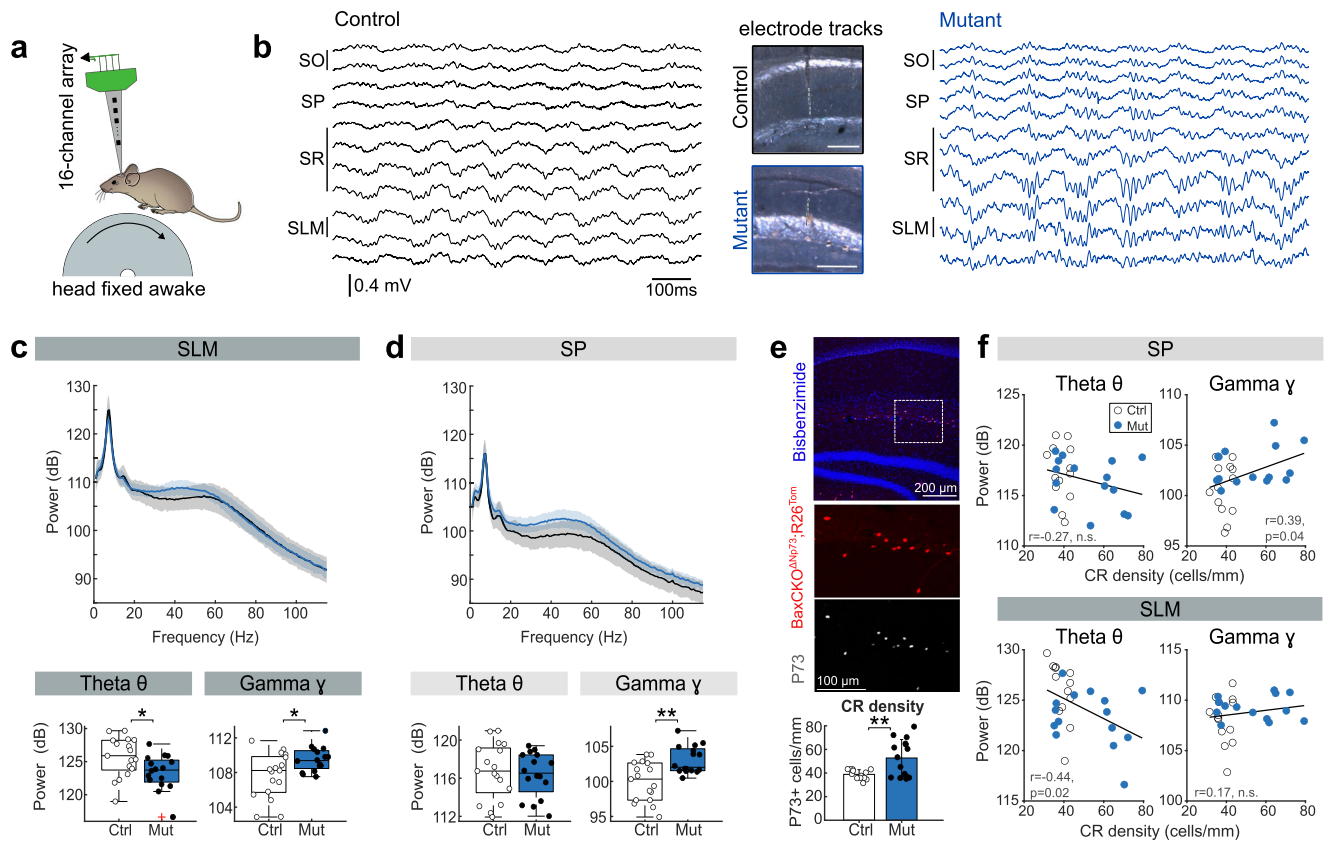 a
16-channel array
head fixed awake
b
Control
SO
SP
SR
SLM
0.4 mV
100ms
electrode tracks
Control
Mutant
Mutant
SO
SP
SR
SLM
c
SLM
130
120
110
100
90
Power (dB)
0
20
40
60
80
100
Frequency (Hz)
Theta θ
Gamma ɣ
130
125
120
Power (dB)
*
Ctrl
Mut
112
108
104
*
Ctrl
Mut
d
SP
130
120
110
100
90
Power (dB)
0
20
40
60
80
100
Frequency (Hz)
Theta θ
Gamma ɣ
120
116
112
Power (dB)
Ctrl
Mut
105
100
95
**
Ctrl
Mut
e
Bisbenzimide
200 µm
BaxCKO^ΔNp73;R26^Tom
P73
100 µm
CR density
**
80
60
40
20
0
P73+ cells/mm
Ctrl
Mut
f
SP
Theta θ
Gamma ɣ
125
120
115
110
Power (dB)
Ctrl
Mut
r=-0.27, n.s.
20
40
60
80
110
105
100
95
r=0.39,
p=0.04
20
40
60
80
CR density (cells/mm)
SLM
Theta θ
Gamma ɣ
130
125
120
115
Power (dB)
r=-0.44,
p=0.02
20
40
60
80
120
115
110
105
100
r=0.17, n.s.
20
40
60
80
CR density (cells/mm)